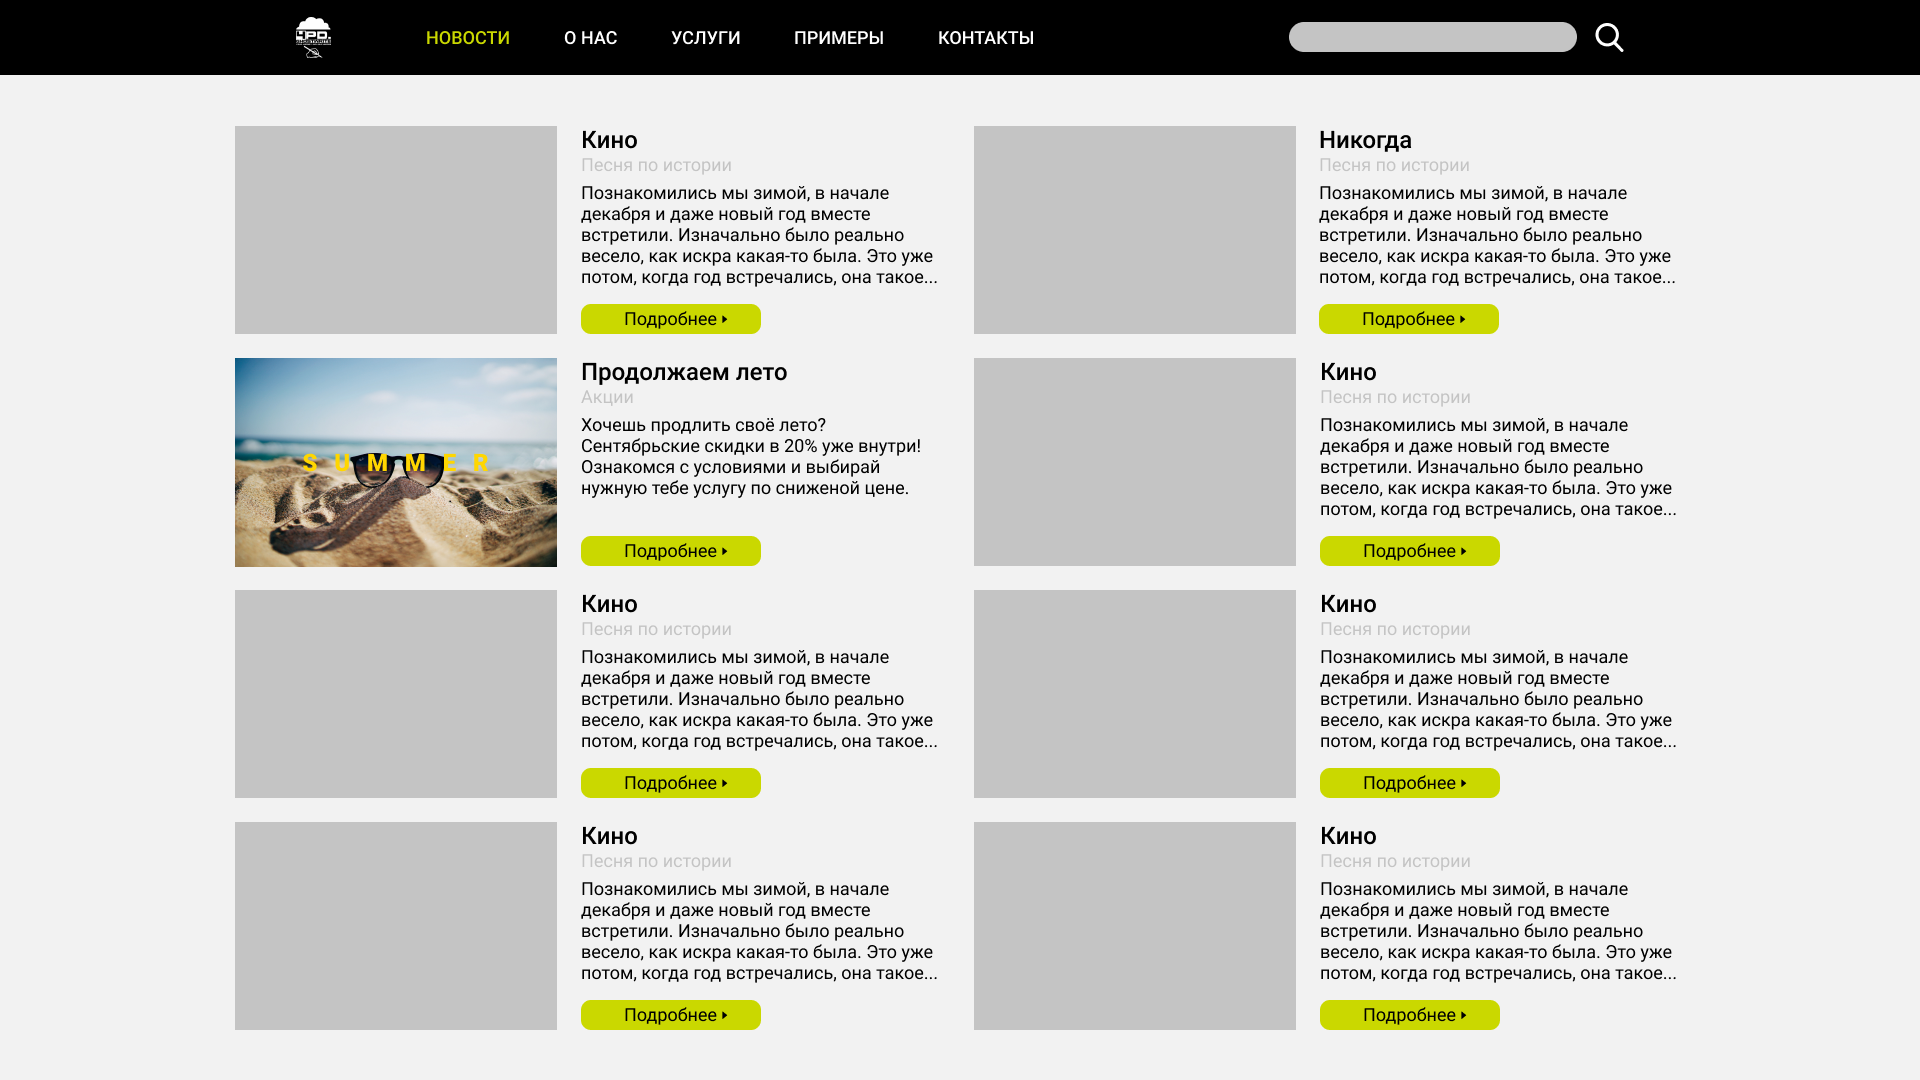 ЧРО.
НОВОСТИ
О НАС
УСЛУГИ
ПРИМЕРЫ
КОНТАКТЫ
Кино
Песня по истории
Познакомились мы зимой, в начале
декабря и даже новый год вместе
встретили. Изначально было реально
весело, как искра какая-то была. Это уже
потом, когда год встречались, она такое...
Подробнее
Никогда
Песня по истории
Познакомились мы зимой, в начале
декабря и даже новый год вместе
встретили. Изначально было реально
весело, как искра какая-то была. Это уже
потом, когда год встречались, она такое...
Подробнее
SUMMER
Продолжаем лето
Акции
Хочешь продлить своё лето?
Сентябрьские скидки в 20% уже внутри!
Ознакомся с условиями и выбирай
нужную тебе услугу по сниженой цене.
Подробнее
Кино
Песня по истории
Познакомились мы зимой, в начале
декабря и даже новый год вместе
встретили. Изначально было реально
весело, как искра какая-то была. Это уже
потом, когда год встречались, она такое...
Подробнее
Кино
Песня по истории
Познакомились мы зимой, в начале
декабря и даже новый год вместе
встретили. Изначально было реально
весело, как искра какая-то была. Это уже
потом, когда год встречались, она такое...
Подробнее
Кино
Песня по истории
Познакомились мы зимой, в начале
декабря и даже новый год вместе
встретили. Изначально было реально
весело, как искра какая-то была. Это уже
потом, когда год встречались, она такое...
Подробнее
Кино
Песня по истории
Познакомились мы зимой, в начале
декабря и даже новый год вместе
встретили. Изначально было реально
весело, как искра какая-то была. Это уже
потом, когда год встречались, она такое...
Подробнее
Кино
Песня по истории
Познакомились мы зимой, в начале
декабря и даже новый год вместе
встретили. Изначально было реально
весело, как искра какая-то была. Это уже
потом, когда год встречались, она такое...
Подробнее